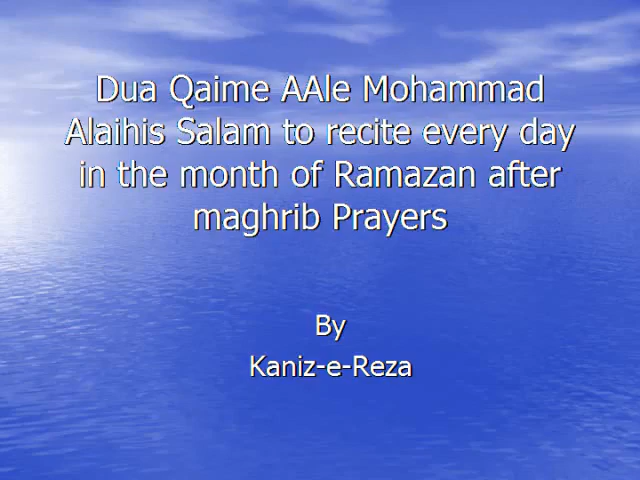 Dua Qaime AAle Mohammad
Alaihis Salam to recite every day
in the month of Ramazan after
maghrib Prayers
By
Kaniz-e-Reza